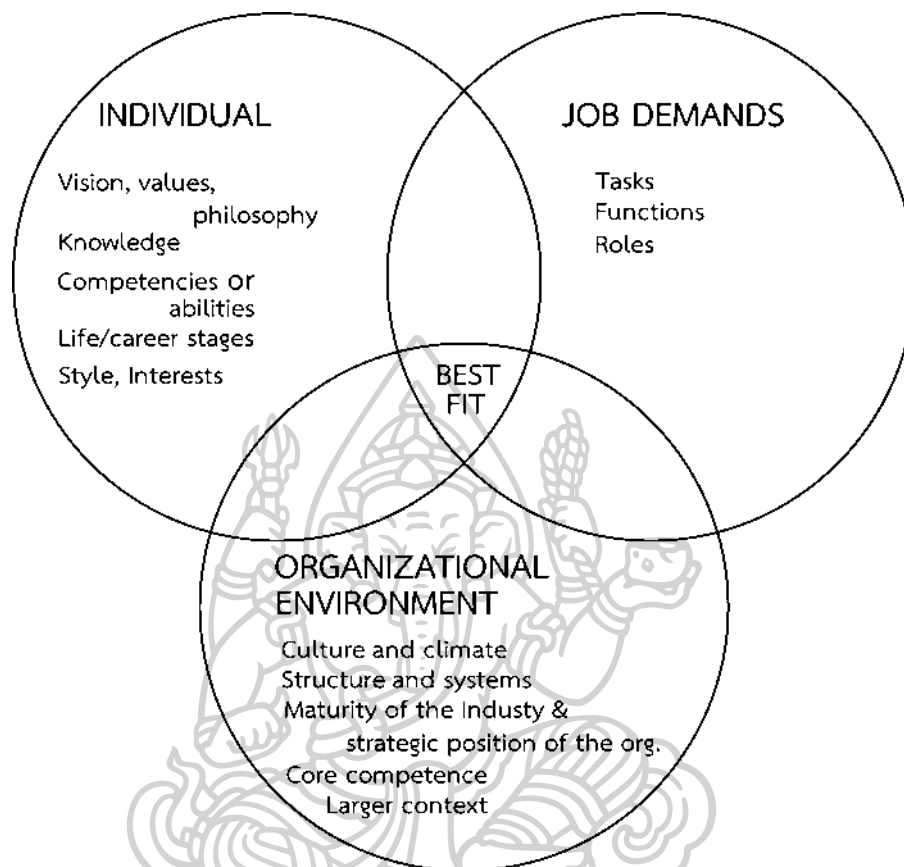 INDIVIDUAL
Vision, values,
philosophy
Knowledge
Competencies or
abilities
Life/career stages
Style, Interests
JOB DEMANDS
Tasks
Functions
Roles
BEST
FIT
ORGANIZATIONAL
ENVIRONMENT
Culture and climate
Structure and systems
Maturity of the Industy &
strategic position of the org.
Core competence
Larger context